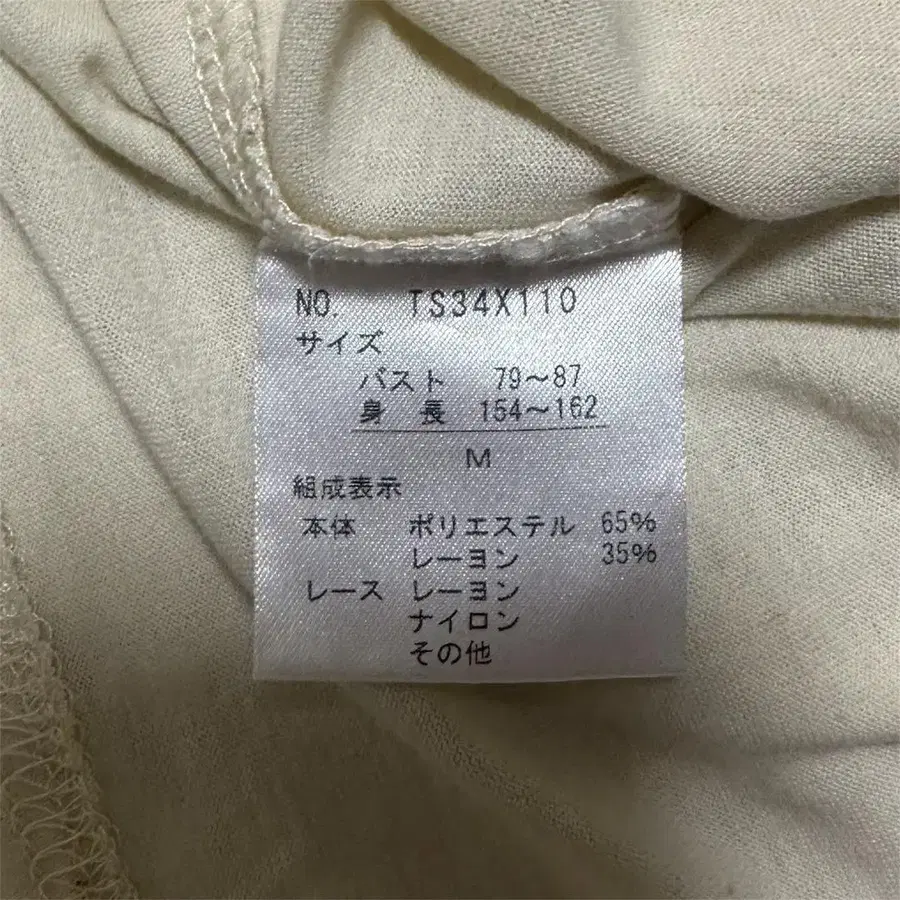 NO. TS34X110
サイズ
バスト 79～87
身 長 154～162
M
組成表示
本体 ポリエステル 65%
レーヨン 35%
レース レーヨン
ナイロン
その他